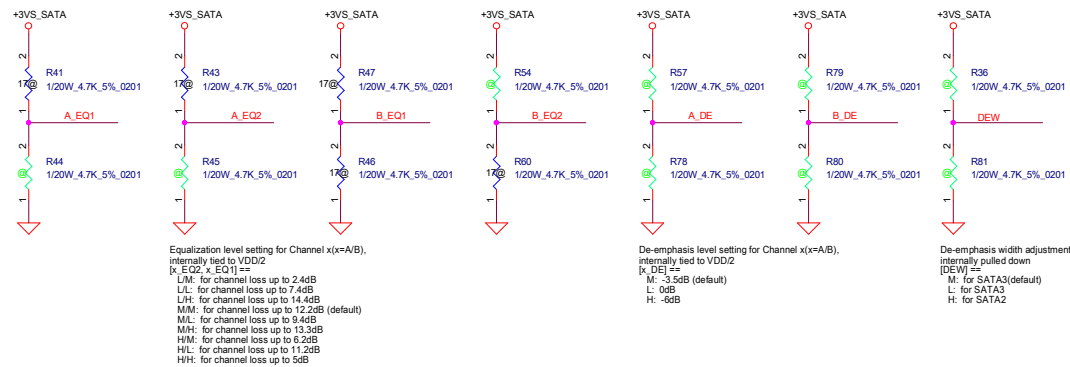 +3VS_SATA +3VS_SATA +3VS_SATA +3VS_SATA +3VS_SATA +3VS_SATA +3VS_SATA
2 2 2 2 2 2 2
R41 R43 R47 R54 R57 R79 R36
17@ 1/20W_4.7K_5%_0201 17@ 1/20W_4.7K_5%_0201 17@ 1/20W_4.7K_5%_0201 @ 1/20W_4.7K_5%_0201 @ 1/20W_4.7K_5%_0201 @ 1/20W_4.7K_5%_0201 @ 1/20W_4.7K_5%_0201
1 1 1 1 1 1 1
A_EQ1 A_EQ2 B_EQ1 B_EQ2 A_DE B_DE DEW
2 2 2 2 2 2 2
R44 R45 R46 R60 R78 R80 R81
@ 1/20W_4.7K_5%_0201 @ 1/20W_4.7K_5%_0201 17@ 1/20W_4.7K_5%_0201 17@ 1/20W_4.7K_5%_0201 @ 1/20W_4.7K_5%_0201 @ 1/20W_4.7K_5%_0201 @ 1/20W_4.7K_5%_0201
1 1 1 1 1 1 1
Equalization level setting for Channel x(x=A/B),
internally tied to VDD/2
[x_EQ2, x_EQ1] ==
L/M: for channel loss up to 2.4dB
L/L: for channel loss up to 7.4dB
L/H: for channel loss up to 14.4dB
M/M: for channel loss up to 12.2dB (default)
M/L: for channel loss up to 9.4dB
M/H: for channel loss up to 13.3dB
H/M: for channel loss up to 6.2dB
H/L: for channel loss up to 11.2dB
H/H: for channel loss up to 5dB
De-emphasis level setting for Channel x(x=A/B),
internally tied to VDD/2
[x_DE] ==
M: -3.5dB (default)
L: 0dB
H: -6dB
De-emphasis widith adjustment
internally pulled down
[DEW] ==
M: for SATA3(default)
L: for SATA3
H: for SATA2